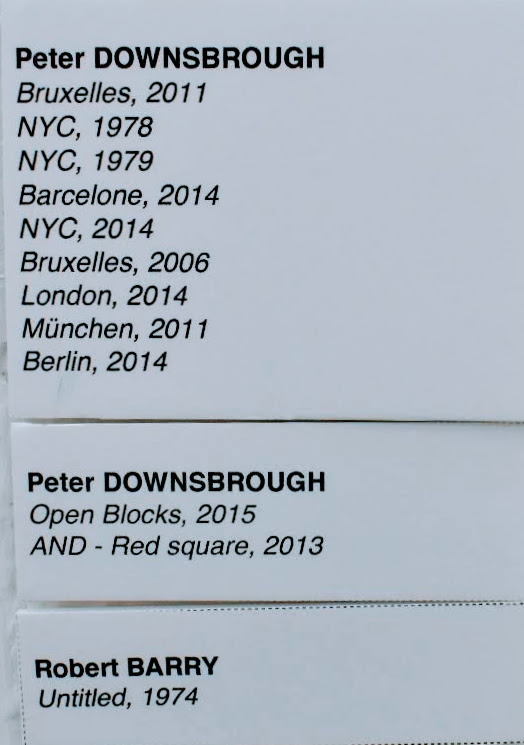 Peter DOWNSBROUGH
Bruxelles, 2011
NYC, 1978
NYC, 1979
Barcelone, 2014
NYC, 2014
Bruxelles, 2006
London, 2014
München, 2011
Berlin, 2014
Peter DOWNSBROUGH
Open Blocks, 2015
AND - Red square, 2013
Robert BARRY
Untitled, 1974